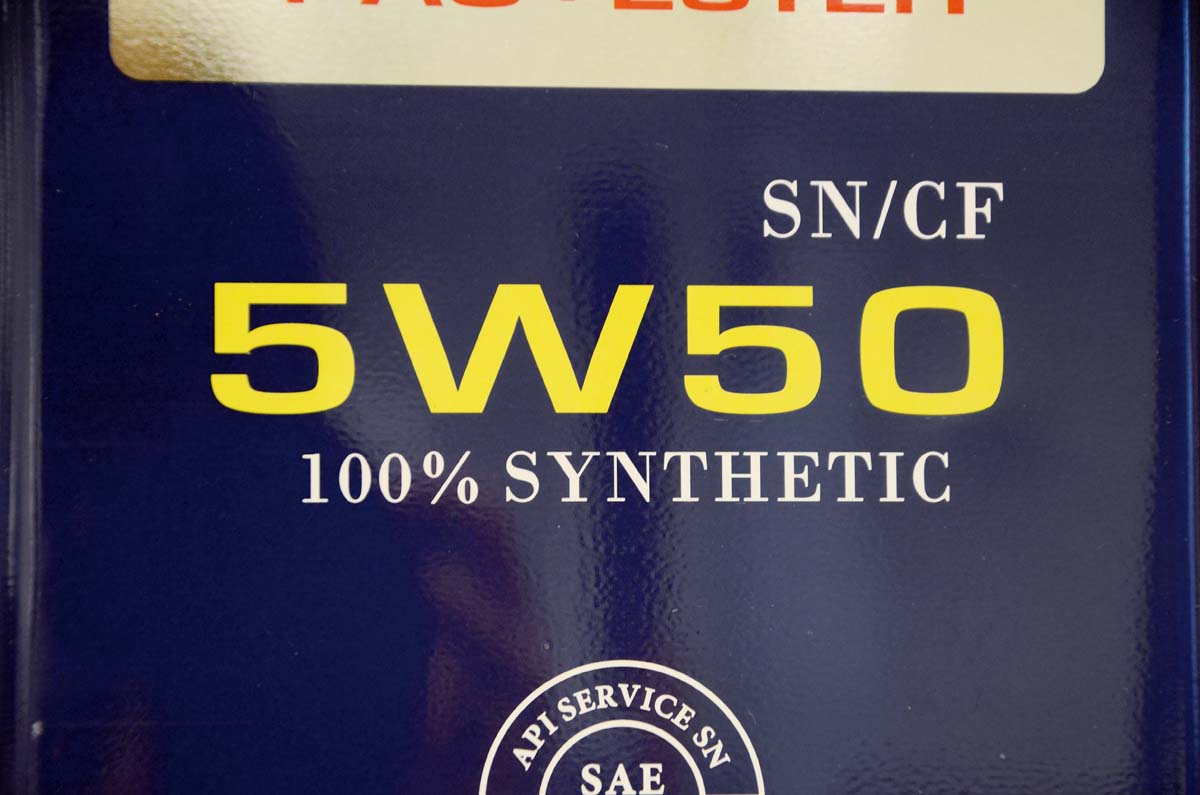 SN/CF
5W50
100% SYNTHETIC
API SERVICE SN
SAE